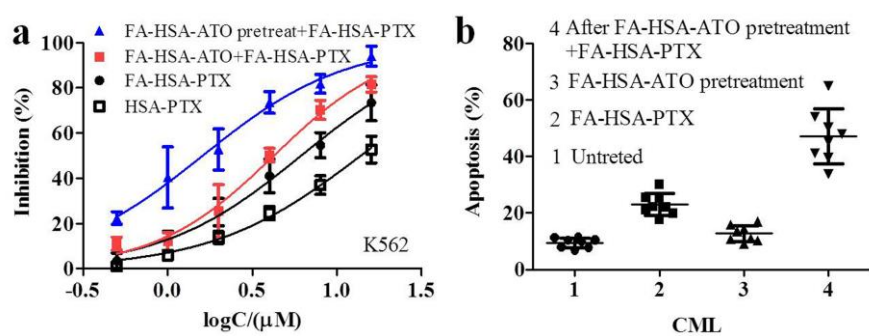 a
FA-HSA-ATO pretreat+FA-HSA-PTX
FA-HSA-ATO+FA-HSA-PTX
FA-HSA-PTX
HSA-PTX
K562
Inhibition (%)
100
80
60
40
20
0
-0.5
0.0
0.5
1.0
1.5
logC/(μM)
b
4 After FA-HSA-ATO pretreatment
+FA-HSA-PTX
3 FA-HSA-ATO pretreatment
2 FA-HSA-PTX
1 Untreted
Apoptosis (%)
80
60
40
20
0
1
2
3
4
CML